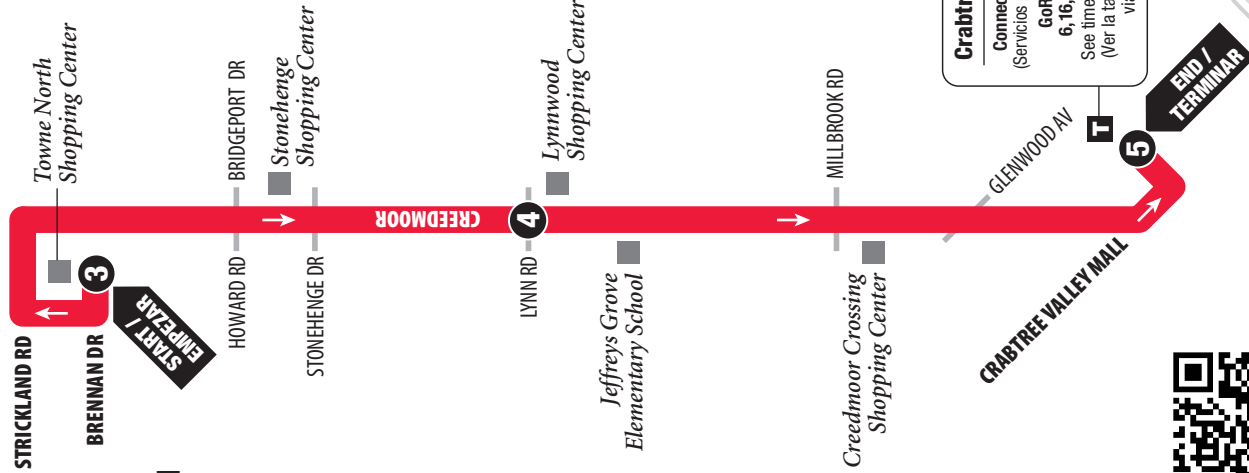 Towne North
Shopping Center
STRICKLAND RD
3
BRENNAN DR
START /
EMPEZAR
BRIDGEPORT DR
HOWARD RD
Stonehenge
Shopping Center
STONEHENGE DR
CREEDMOOR
4
LYNN RD
Lynnwood
Shopping Center
Jeffreys Grove
Elementary School
MILLBROOK RD
Creedmoor Crossing
Shopping Center
GLENWOOD AV
CRABTREE VALLEY MALL
T
5
END /
TERMINAR
Crabtr
Connec
(Servicios
GoR
6,16,
See time
(Ver la ta
via